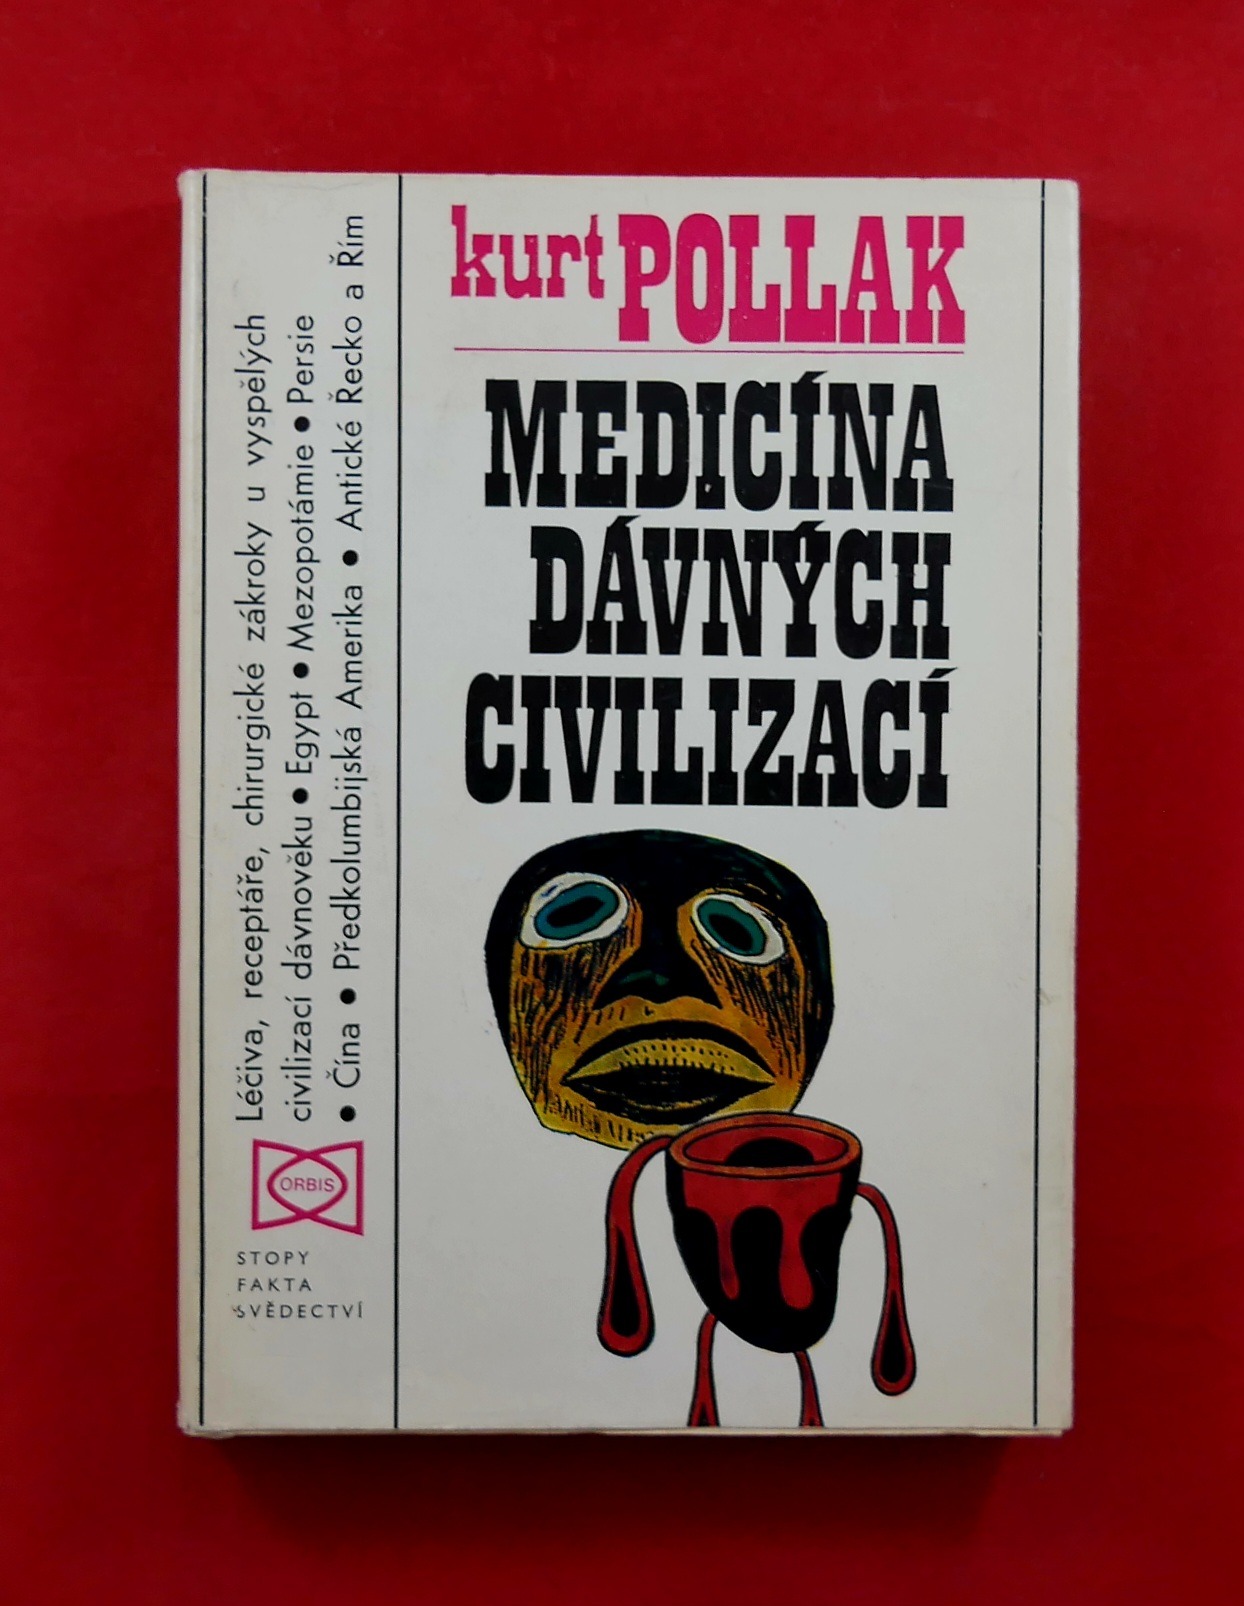 kurt POLLAK
MEDICÍNA
DÁVNÝCH
CIVILIZACÍ
Léčiva, receptáře, chirurgické zákroky u vyspělých
civilizací dávnověku ● Egypt ● Mezopotámie ● Persie
● Čína ● Předkolumbijská Amerika ● Antické Řecko a Řím
ORBIS
STOPY
FAKTA
SVĚDECTVÍ